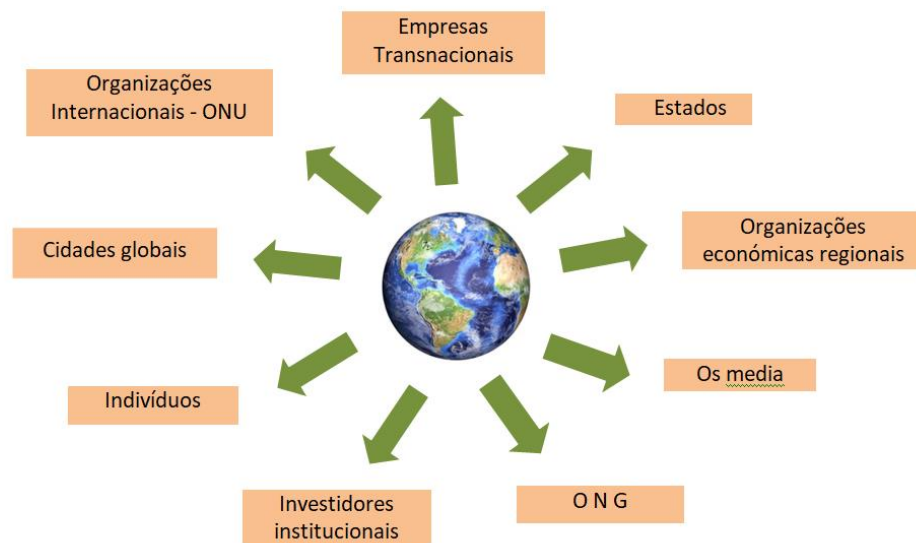 Empresas
Transnacionais
Organizações
Internacionais - ONU
Estados
Cidades globais
Organizações
económicas regionais
Indivíduos
Os media
Investidores
institucionais
O N G